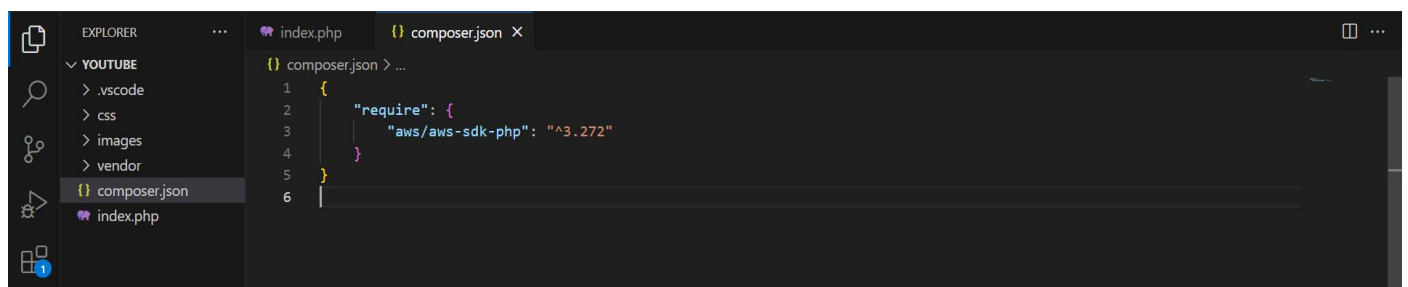 EXPLORER ...
YOUTUBE
.vscode
css
images
vendor
{} composer.json
index.php
1
index.php {} composer.json ×
{} composer.json > ...
1 {
2 "require": {
3 "aws/aws-sdk-php": "^3.272"
4 }
5 }
6